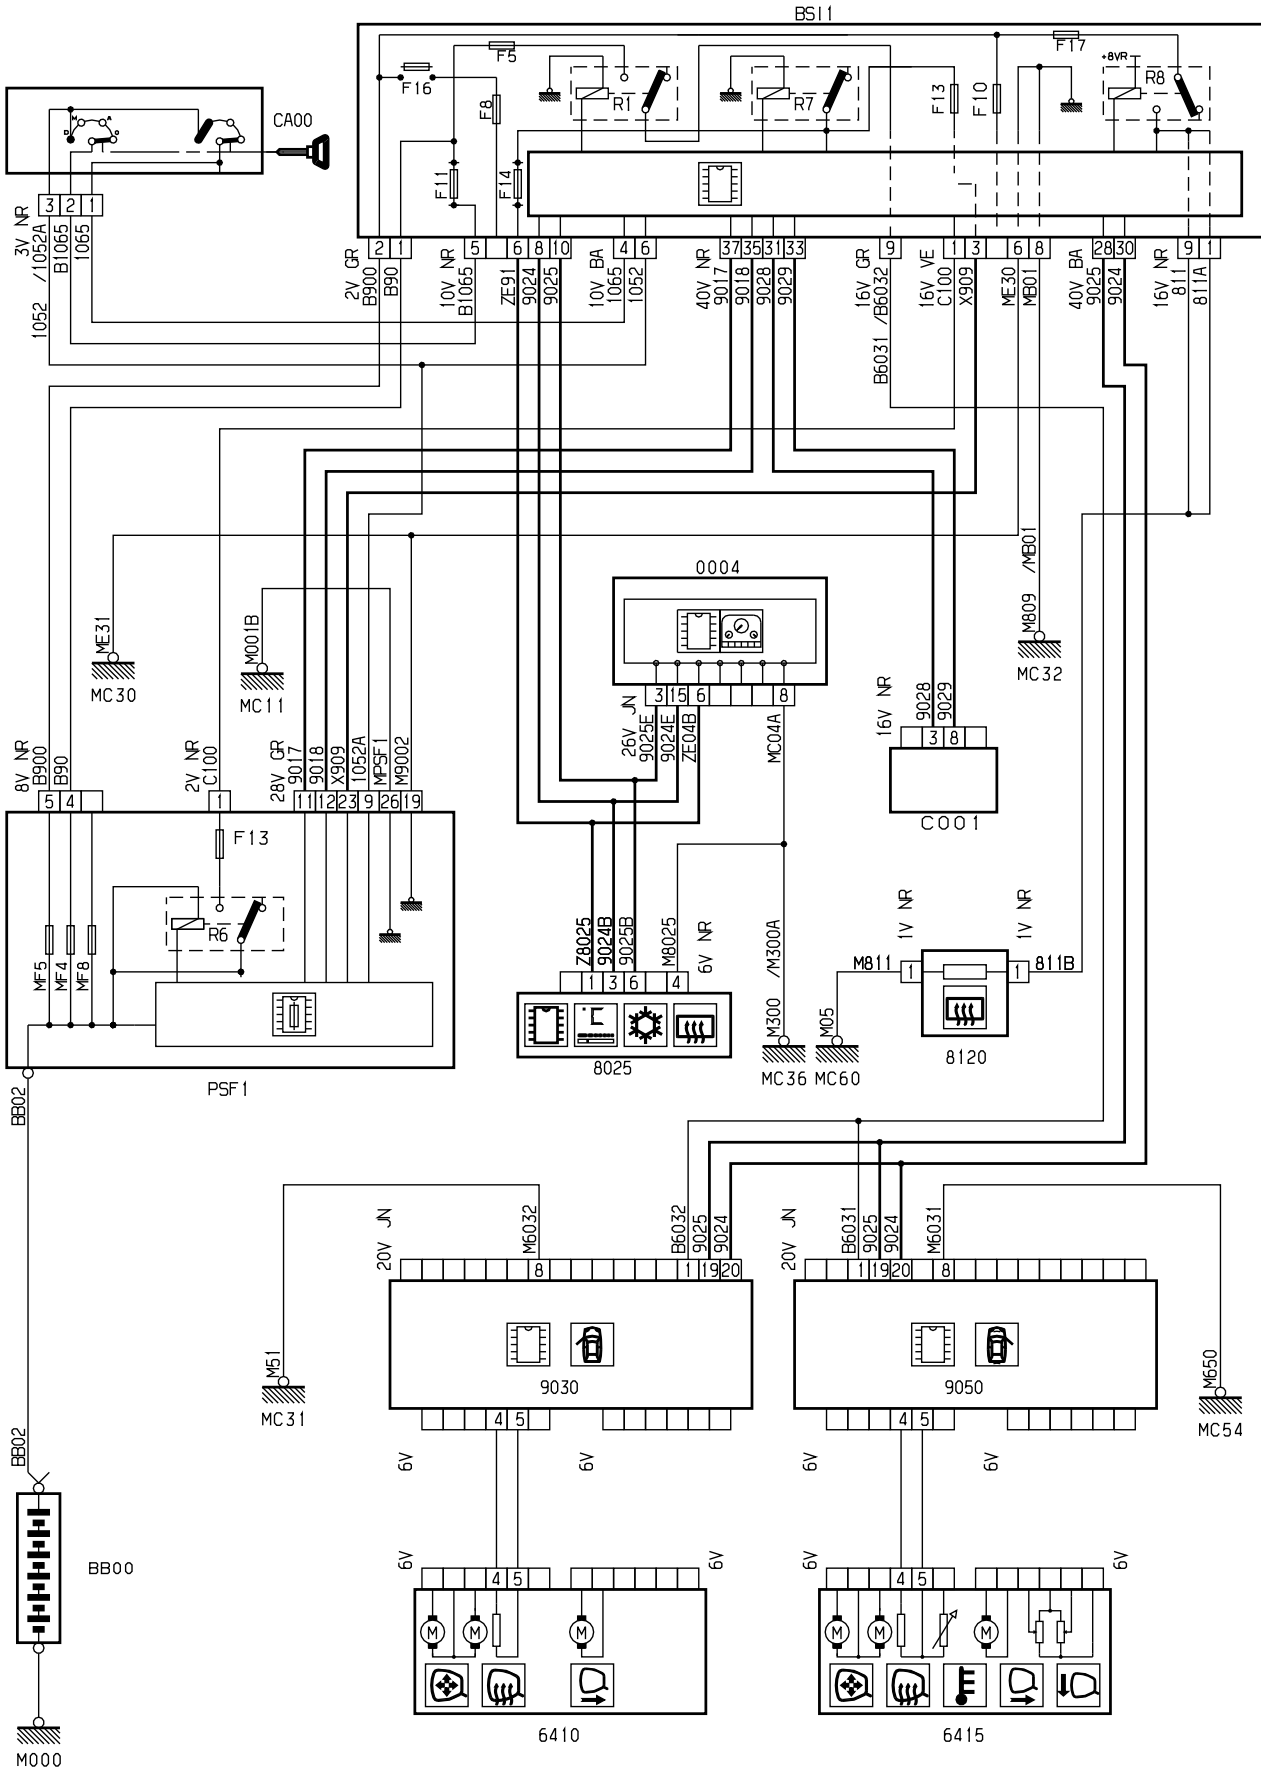 BSI1
F5
F17
F16
F8
R1
R7
F13
F10
+8VR
R8
CA00
M
A
D
C
F11
F14
3
2
1
3V NR
1052 /1052A
B1065
1065
2
1
5
6
8
10
4
6
37
35
31
33
9
1
3
6
8
28
30
9
1
2V GR
B900
B90
10V NR
B1065
ZE91
9024
9025
10V BA
1065
1052
40V NR
9017
9018
9028
9029
16V GR
B6031 /B6032
16V VE
C100
X909
ME30
MB01
40V BA
9025
9024
16V NR
811
811A
ME31
MC30
M001B
MC11
0004
3
15
6
8
26V JN
9025E
9024E
ZE04B
MC04A
M809 /MB01
MC32
16V NR
9028
9029
3
8
C001
8V NR
B900
B90
2V NR
C100
28V GR
9017
9018
X909
1052A
MPSF1
M9002
5
4
1
11
12
23
9
26
19
F13
R6
MF5
MF4
MF8
PSF1
Z8025
9024B
9025B
M8025
6V NR
1
3
6
4
°C
8025
M300 /M300A
MC36
M05
MC60
M811
1V NR
1
1
1V NR
811B
8120
BB02
BB02
BB00
M000
20V JN
M6032
B6032
9025
9024
8
1
19
20
9030
M51
MC31
4
5
6V
6V
20V JN
B6031
9025
9024
M6031
1
19
20
8
9050
M650
MC54
4
5
6V
6V
6V
4
5
6V
M
M
M
6410
6V
4
5
6V
M
M
M
6415